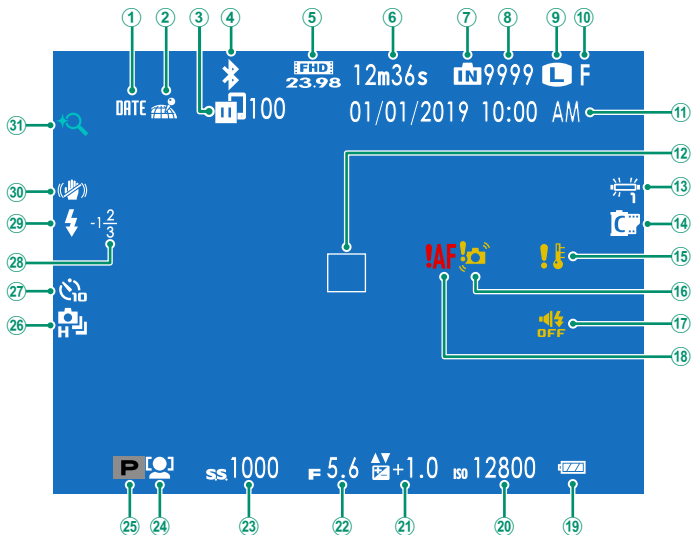 1 2 3 4 5 6 7 8 9 10
FHD
23.98 12m36s IN 9999 L F
DATE 100 01/01/2019 10:00 AM 11
31
12
30 13
1
29 -1 2/3 C 14
28 !AF ! ! 15
16
27 10
26 H OFF 17
18
P S.S. 1000 F 5.6 +1.0 ISO 12800
25 24 23 22 21 20 19